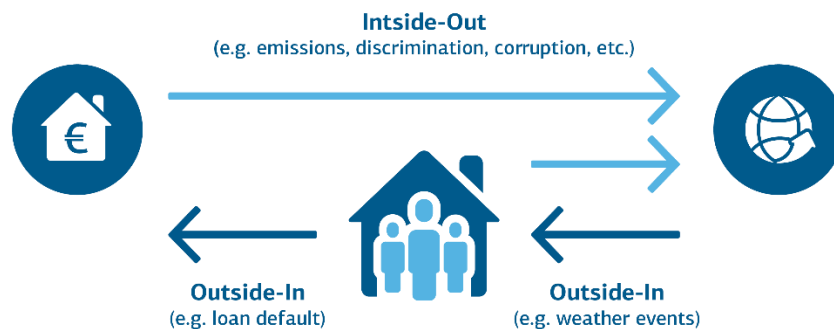 Intside-Out
(e.g. emissions, discrimination, corruption, etc.)
€
Outside-In
(e.g. loan default)
Outside-In
(e.g. weather events)